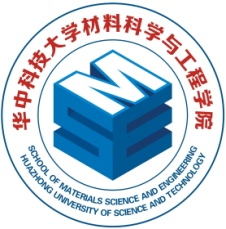 华中科技大学材料科学与工程学院
MSE
SCHOOL OF MATERIALS SCIENCE AND ENGINEERING
HUAZHONG UNIVERSITY OF SCIENCE AND TECHNOLOGY